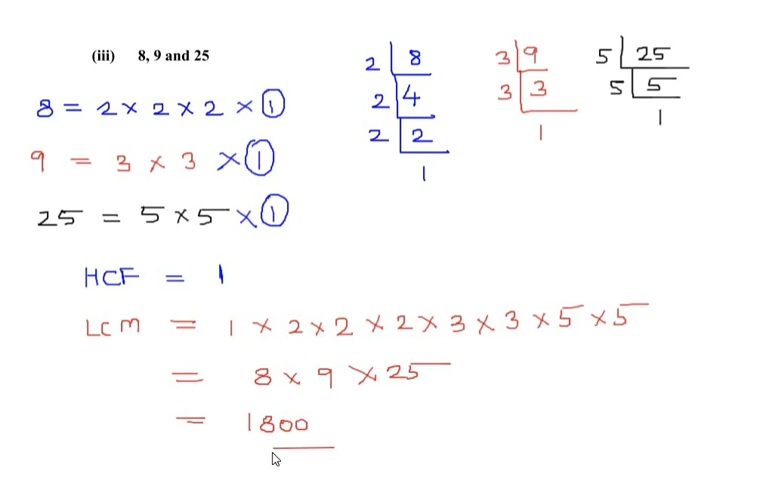 (iii) 8, 9 and 25
8 = 2 × 2 × 2 × 1
9 = 3 × 3 × 1
25 = 5 × 5 × 1
2 8
2 4
2 2
1
3 9
3 3
1
5 25
5 5
1
HCF = 1
LCM = 1 × 2 × 2 × 2 × 3 × 3 × 5 × 5
= 8 × 9 × 25
= 1800